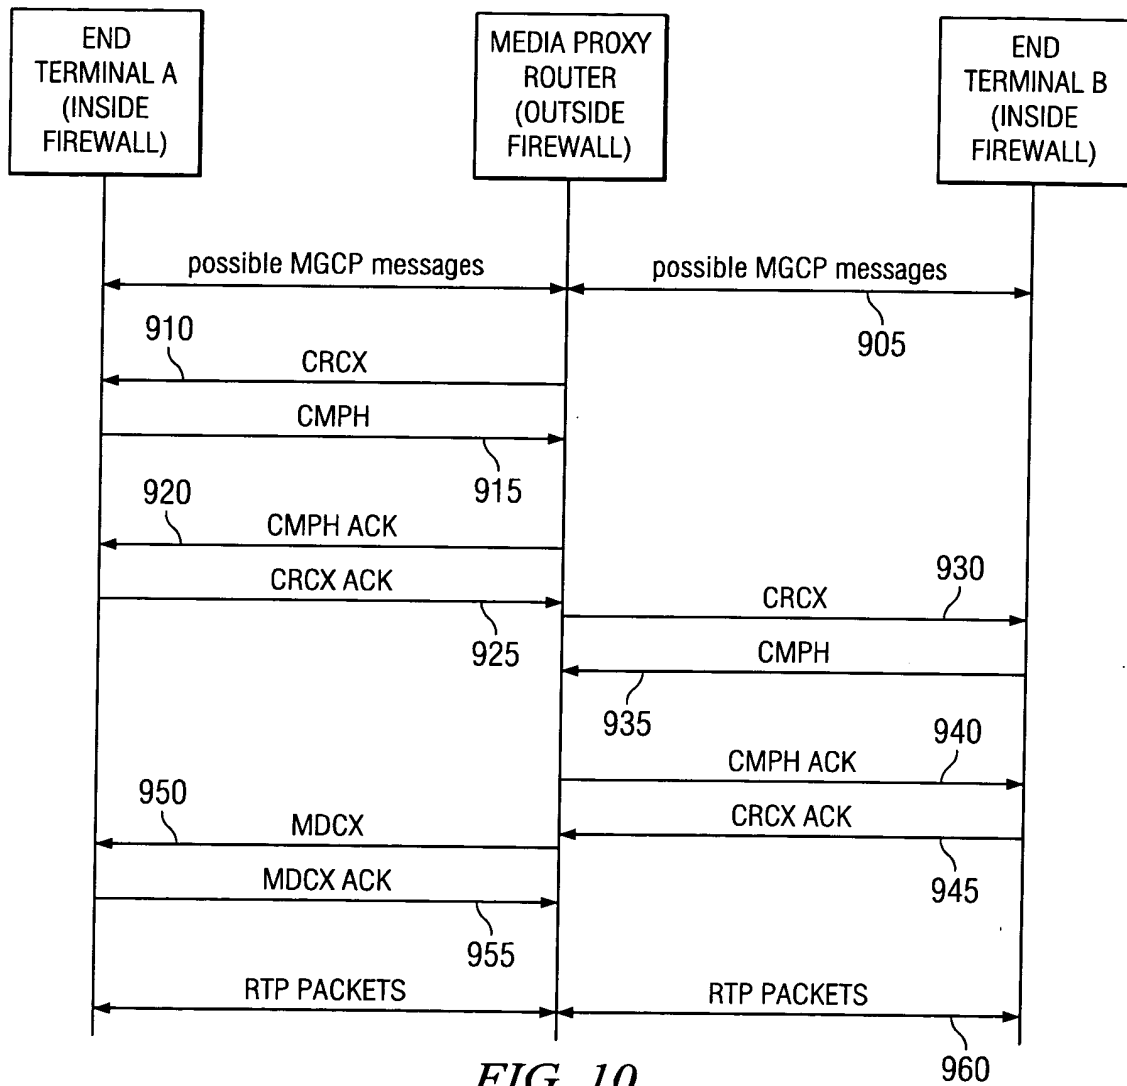 END
TERMINAL A
(INSIDE
FIREWALL)
MEDIA PROXY
ROUTER
(OUTSIDE
FIREWALL)
END
TERMINAL B
(INSIDE
FIREWALL)
possible MGCP messages
possible MGCP messages
905
910
CRCX
CMPH
915
920
CMPH ACK
CRCX ACK
925
930
CRCX
CMPH
935
940
CMPH ACK
950
MDCX
CRCX ACK
945
MDCX ACK
955
RTP PACKETS
RTP PACKETS
960
FIG. 10